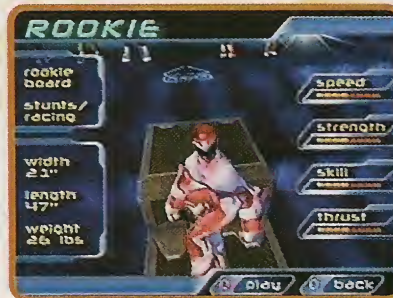 ROOKIE
rookie
board
stunts/
racing
width
21"
length
47"
weight
26 lbs
speed
strength
skill
thrust
play
back